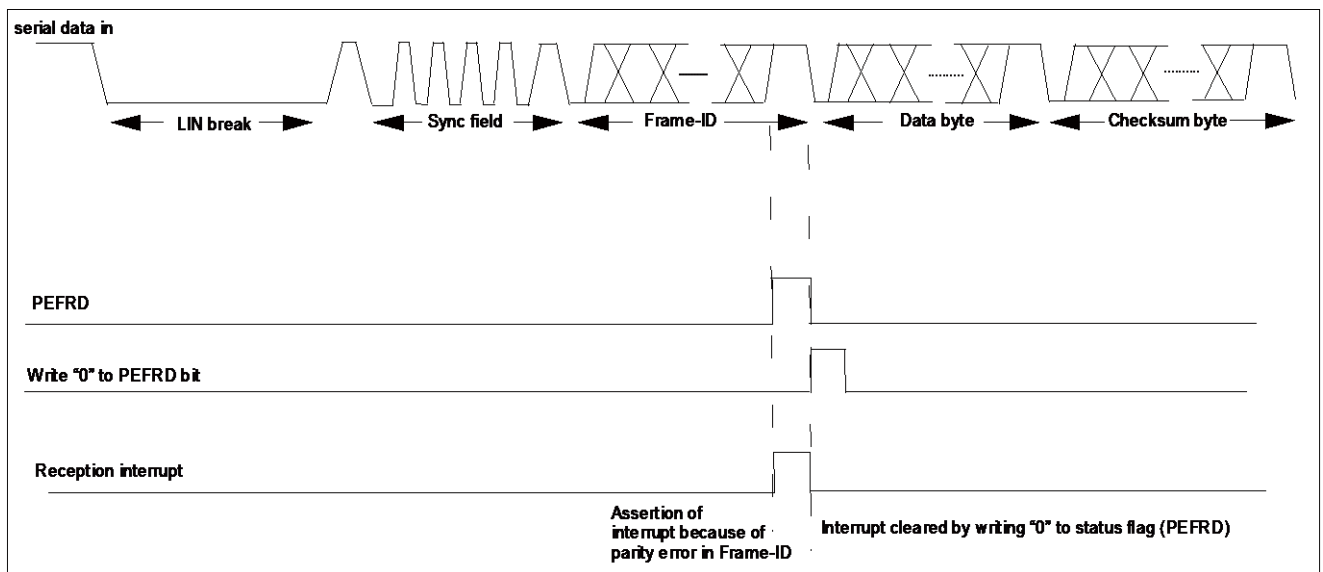 serial data in
LIN break
Sync field
Frame-ID
Data byte
Checksum byte
PEFRD
Write “0” to PEFRD bit
Reception interrupt
Assertion of
interrupt because of
parity error in Frame-ID
Interrupt cleared by writing “0” to status flag (PEFRD)